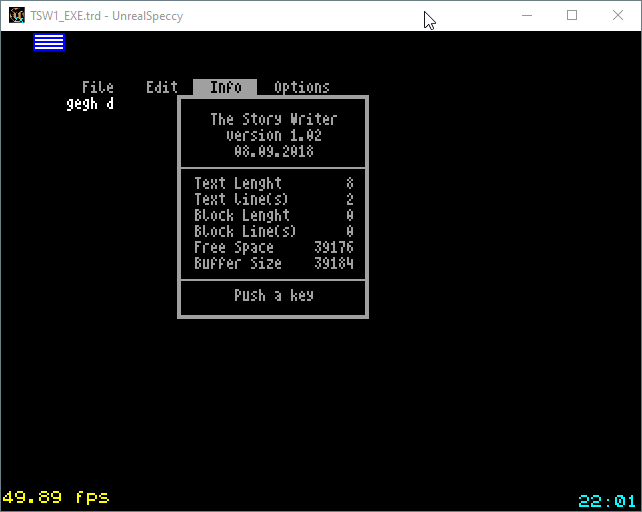 TSW1_EXE.trd - UnrealSpeccy
File Edit Info Options
gegh d
The Story Writer
version 1.02
08.09.2018
Text Lenght 8
Text line(s) 2
Block Lenght 0
Block Line(s) 0
Free Space 39176
Buffer Size 39184
Push a key
49.89 fps
22:01